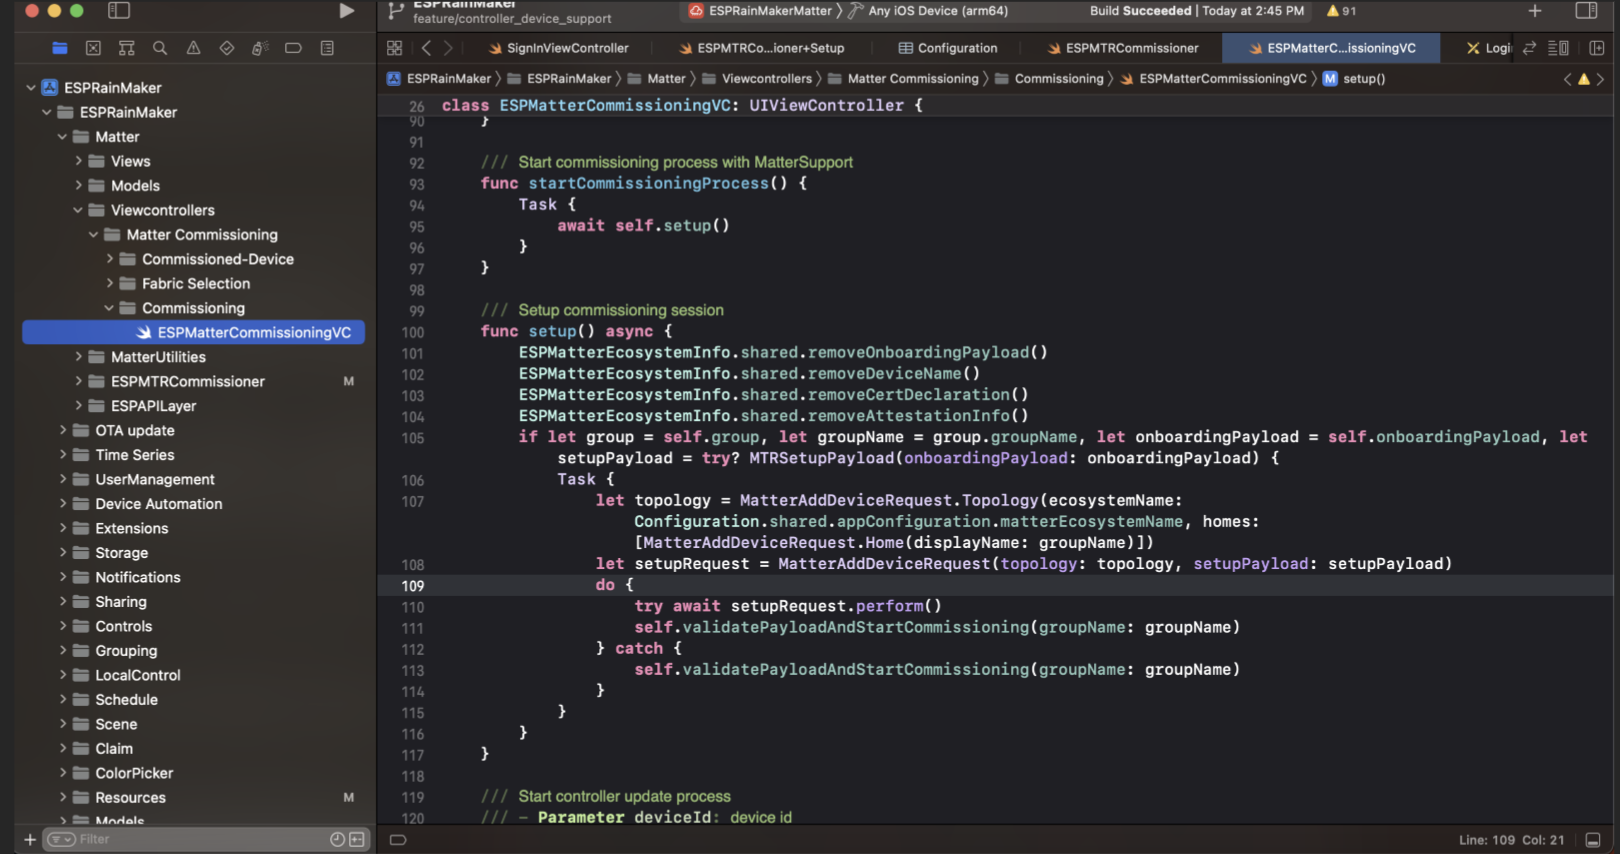 ESPRainMaker
feature/controller_device_support
ESPRainMakerMatter 〉 Any iOS Device (arm64)
Build Succeeded | Today at 2:45 PM
91
SignInViewController
ESPMTRCo...ioner+Setup
Configuration
ESPMTRCommissioner
ESPMatterC...issioningVC
Logi
ESPRainMaker 〉 ESPRainMaker 〉 Matter 〉 Viewcontrollers 〉 Matter Commissioning 〉 Commissioning 〉 ESPMatterCommissioningVC 〉 M setup()
ESPRainMaker
ESPRainMaker
Matter
Views
Models
Viewcontrollers
Matter Commissioning
Commissioned-Device
Fabric Selection
Commissioning
ESPMatterCommissioningVC
MatterUtilities
ESPMTRCommissioner M
ESPAPILayer
OTA update
Time Series
UserManagement
Device Automation
Extensions
Storage
Notifications
Sharing
Controls
Grouping
LocalControl
Schedule
Scene
Claim
ColorPicker
Resources M
Models
Filter
26 class ESPMatterCommissioningVC: UIViewController {
90 }
91
92 /// Start commissioning process with MatterSupport
93 func startCommissioningProcess() {
94 Task {
95 await self.setup()
96 }
97 }
98
99 /// Setup commissioning session
100 func setup() async {
101 ESPMatterEcosystemInfo.shared.removeOnboardingPayload()
102 ESPMatterEcosystemInfo.shared.removeDeviceName()
103 ESPMatterEcosystemInfo.shared.removeCertDeclaration()
104 ESPMatterEcosystemInfo.shared.removeAttestationInfo()
105 if let group = self.group, let groupName = group.groupName, let onboardingPayload = self.onboardingPayload, let
setupPayload = try? MTRSetupPayload(onboardingPayload: onboardingPayload) {
106 Task {
107 let topology = MatterAddDeviceRequest.Topology(ecosystemName:
Configuration.shared.appConfiguration.matterEcosystemName, homes:
[MatterAddDeviceRequest.Home(displayName: groupName)])
108 let setupRequest = MatterAddDeviceRequest(topology: topology, setupPayload: setupPayload)
109 do {
110 try await setupRequest.perform()
111 self.validatePayloadAndStartCommissioning(groupName: groupName)
112 } catch {
113 self.validatePayloadAndStartCommissioning(groupName: groupName)
114 }
115 }
116 }
117 }
118
119 /// Start controller update process
120 /// - Parameter deviceId: device id
Line: 109 Col: 21